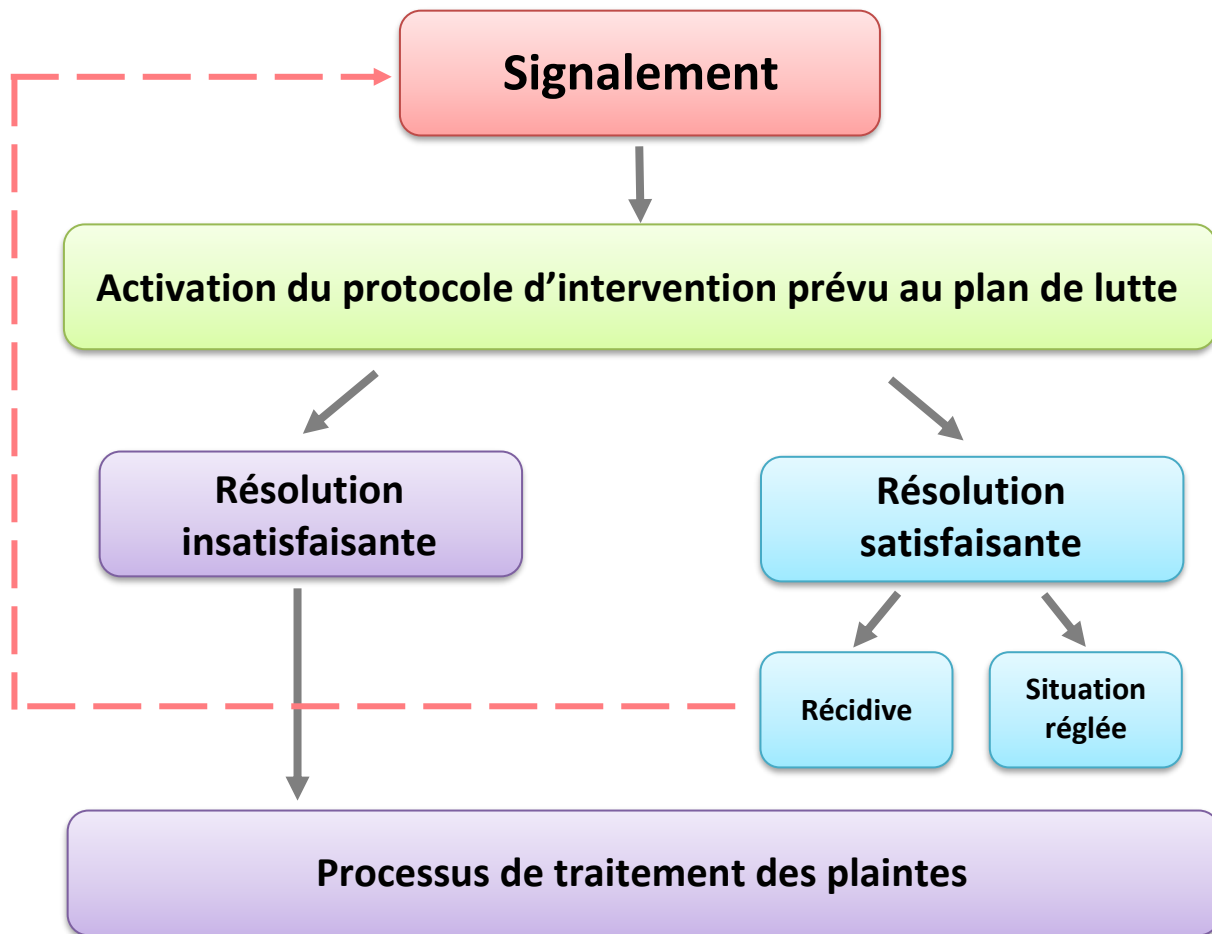 Signalement
Activation du protocole d’intervention prévu au plan de lutte
Résolution
insatisfaisante
Résolution
satisfaisante
Récidive
Situation
réglée
Processus de traitement des plaintes